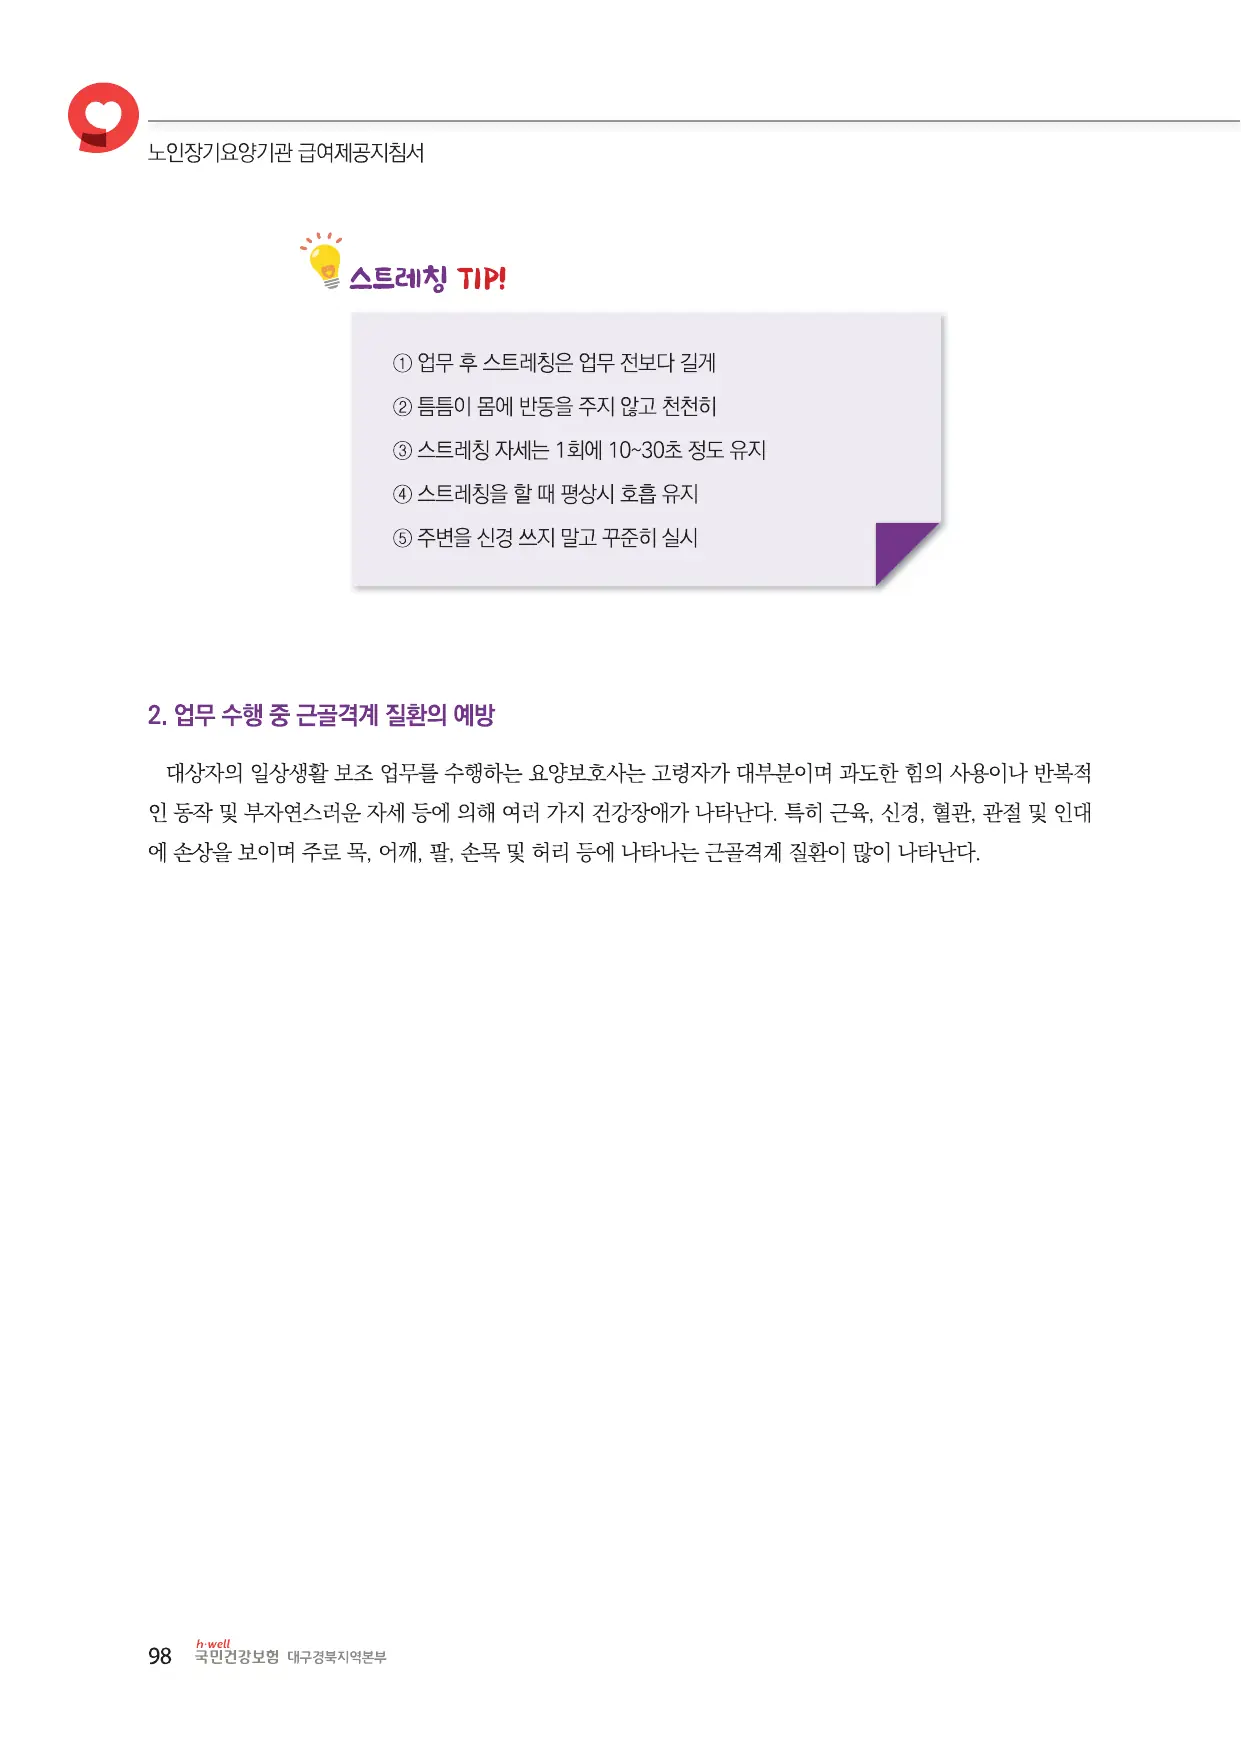 노인장기요양기관 급여제공지침서
스트레칭 TIP!
① 업무 후 스트레칭은 업무 전보다 길게
② 틈틈이 몸에 반동을 주지 않고 천천히
③ 스트레칭 자세는 1회에 10~30초 정도 유지
④ 스트레칭을 할 때 평상시 호흡 유지
⑤ 주변을 신경 쓰지 말고 꾸준히 실시
2. 업무 수행 중 근골격계 질환의 예방
대상자의 일상생활 보조 업무를 수행하는 요양보호사는 고령자가 대부분이며 과도한 힘의 사용이나 반복적
인 동작 및 부자연스러운 자세 등에 의해 여러 가지 건강장애가 나타난다. 특히 근육, 신경, 혈관, 관절 및 인대
에 손상을 보이며 주로 목, 어깨, 팔, 손목 및 허리 등에 나타나는 근골격계 질환이 많이 나타난다.
98 h·well 국민건강보험 대구경북지역본부